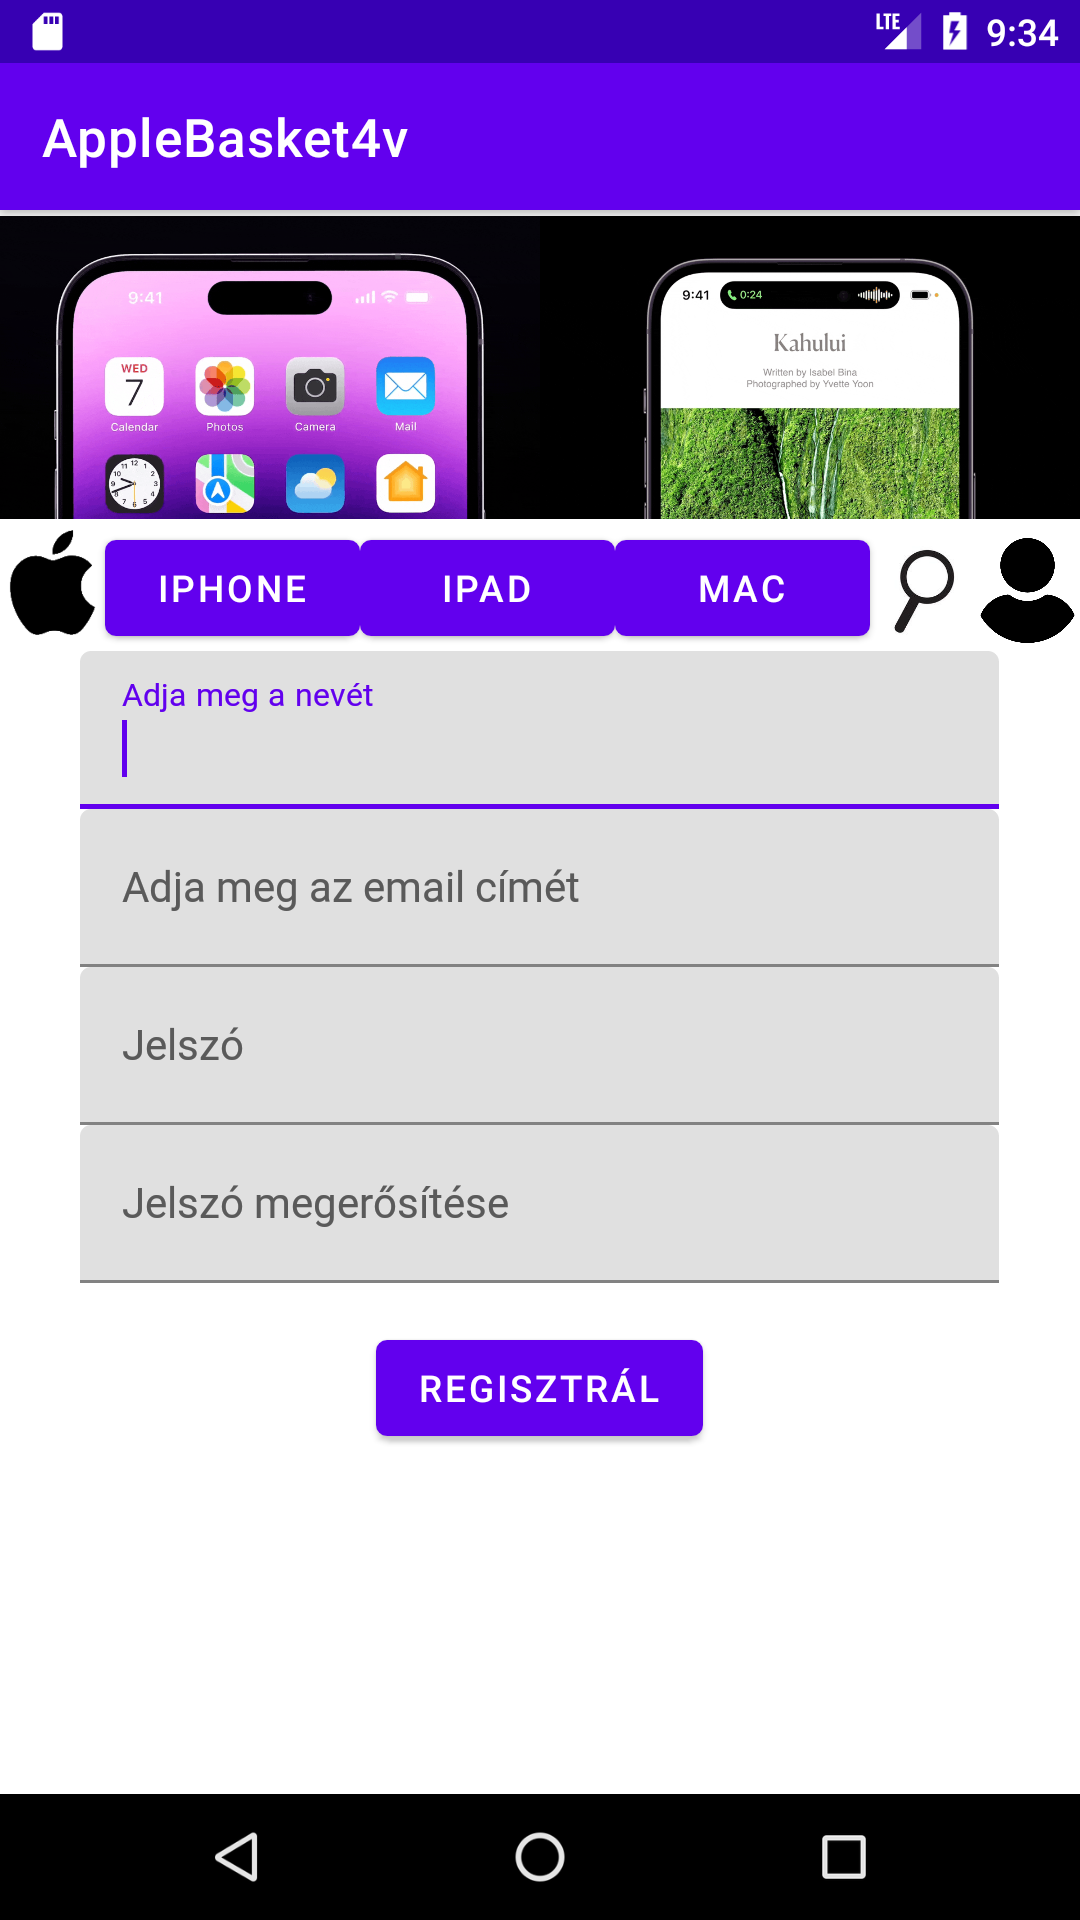 LTE 9:34
AppleBasket4v
9:41
WED
7
Calendar
Photos
Camera
Mail
9:41 0:24
Kahului
Written by Isabel Bina
Photographed by Yvette Yoon
IPHONE IPAD MAC
Adja meg a nevét
Adja meg az email címét
Jelszó
Jelszó megerősítése
REGISZTRÁL